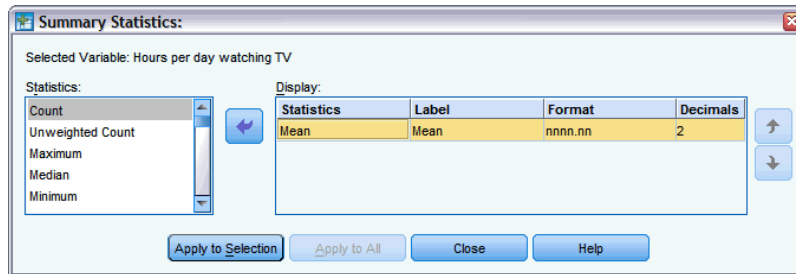 Summary Statistics:
Selected Variable: Hours per day watching TV
Statistics:
Count
Unweighted Count
Maximum
Median
Minimum
Display:
Statistics Label Format Decimals
Mean Mean nnnn.nn 2
Apply to Selection Apply to All Close Help